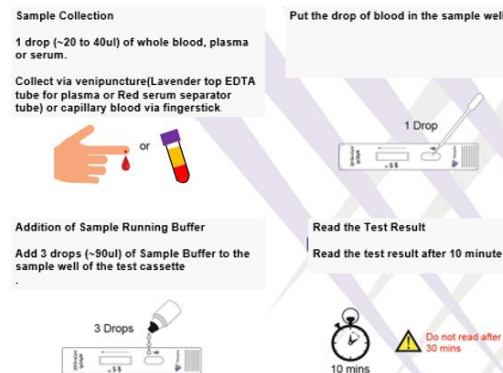 Sample Collection
1 drop (~20 to 40ul) of whole blood, plasma
or serum.
Collect via venipuncture(Lavender top EDTA
tube for plasma or Red serum separator
tube) or capillary blood via fingerstick.
or
Put the drop of blood in the sample well
1 Drop
Addition of Sample Running Buffer
Add 3 drops (~90ul) of Sample Buffer to the
sample well of the test cassette
.
3 Drops
Read the Test Result
Read the test result after 10 minute
10 mins
Do not read after
30 mins